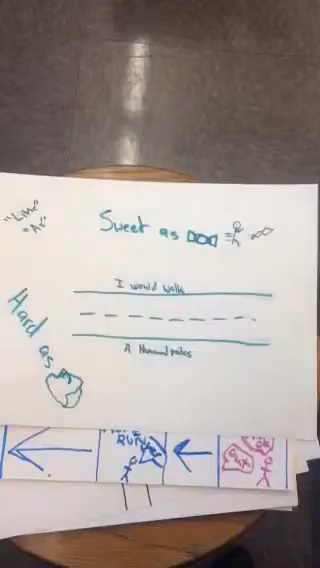 "Like"
"As"
Sweet as
I would walk
A thousand miles
Hard as
RUN